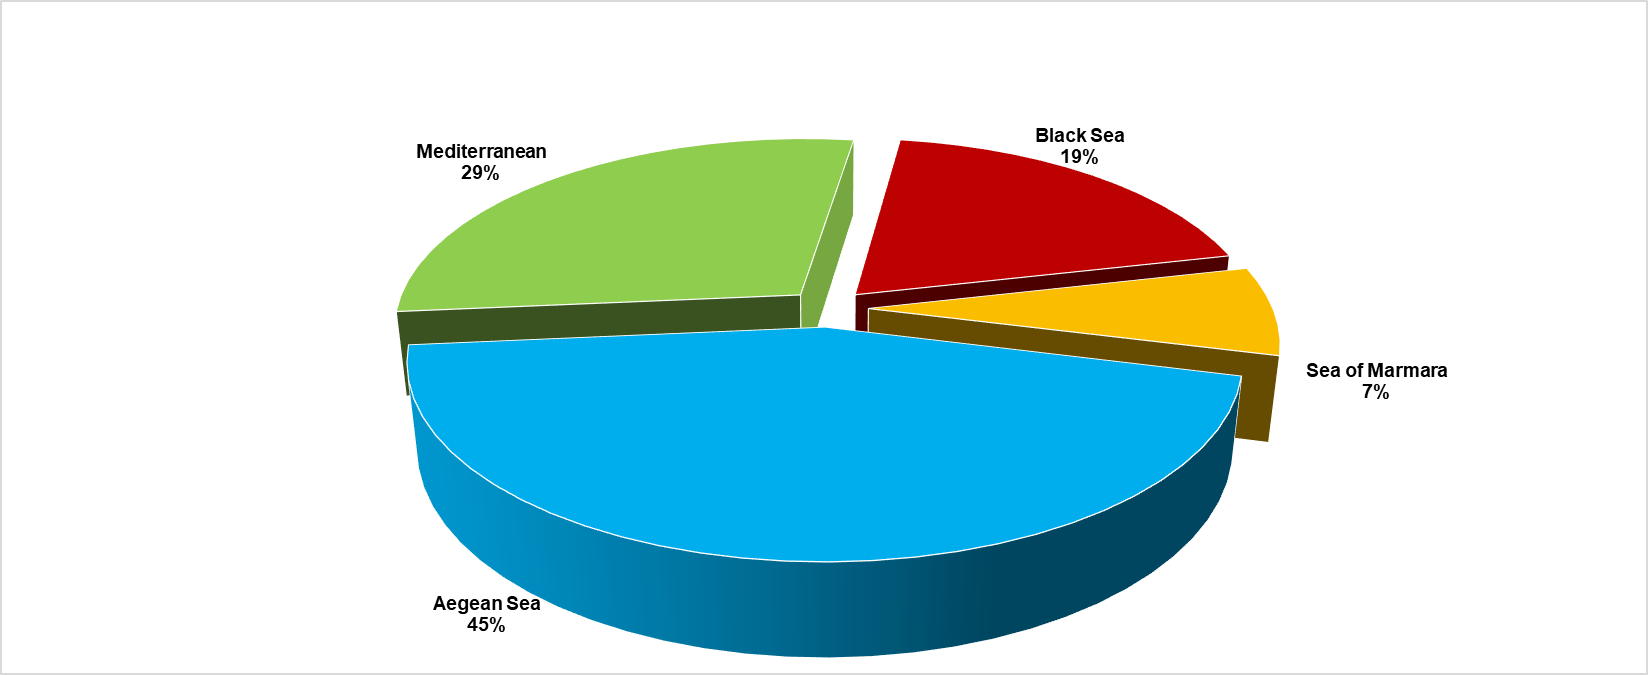 Mediterranean
29%
Black Sea
19%
Sea of Marmara
7%
Aegean Sea
45%